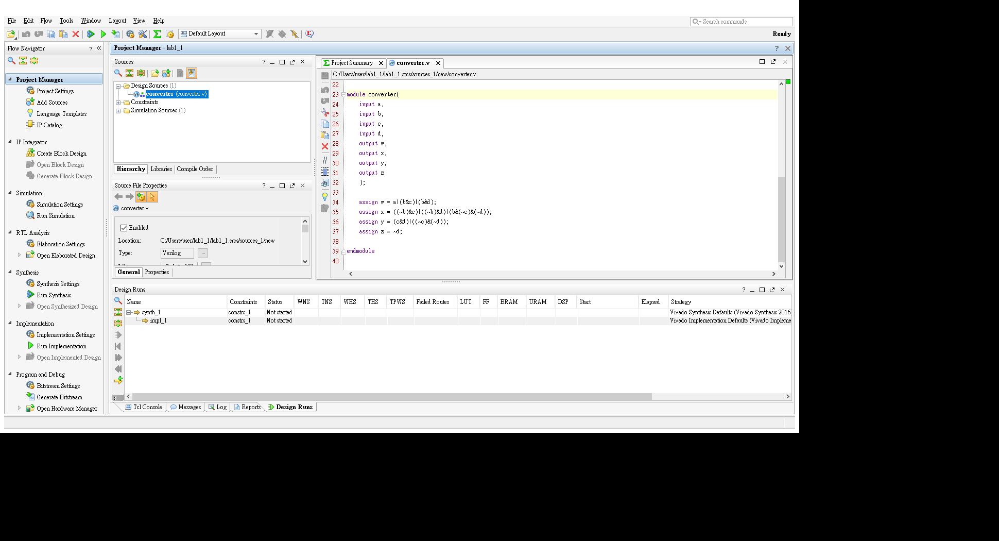 File Edit Flow Tools Window Layout View Help
Search commands
Default Layout
Ready
Flow Navigator ? «
Project Manager
Project Settings
Add Sources
Language Templates
IP Catalog
IP Integrator
Create Block Design
Open Block Design
Generate Block Design
Simulation
Simulation Settings
Run Simulation
RTL Analysis
Elaboration Settings
Open Elaborated Design
Synthesis
Synthesis Settings
Run Synthesis
Open Synthesized Design
Implementation
Implementation Settings
Run Implementation
Open Implemented Design
Program and Debug
Bitstream Settings
Generate Bitstream
Open Hardware Manager
Project Manager - lab1_1
Sources
Design Sources (1)
converter (converter.v)
Constraints
Simulation Sources (1)
Hierarchy Libraries Compile Order
Source File Properties
converter.v
Enabled
Location: C:/Users/user/lab1_1/lab1_1.srcs/sources_1/new
Type: Verilog ...
General Properties
Project Summary converter.v
C:/Users/user/lab1_1/lab1_1.srcs/sources_1/new/converter.v
22
23 module converter(
24 input a,
25 input b,
26 input c,
27 input d,
28 output w,
29 output x,
30 output y,
31 output z
32 );
33
34 assign w = a|(b&c)|(b&d);
35 assign x = ((~b)&c)|((~b)&d)|(b&(~c)&(~d));
36 assign y = (c&d)|((~c)&(~d));
37 assign z = ~d;
38
39 endmodule
40
Design Runs
Name Constraints Status WNS TNS WHS THS TPWS Failed Routes LUT FF BRAM URAM DSP Start Elapsed Strategy
synth_1 constrs_1 Not started Vivado Synthesis Defaults (Vivado Synthesis 2016
impl_1 constrs_1 Not started Vivado Implementation Defaults (Vivado Impleme
Tcl Console Messages Log Reports Design Runs